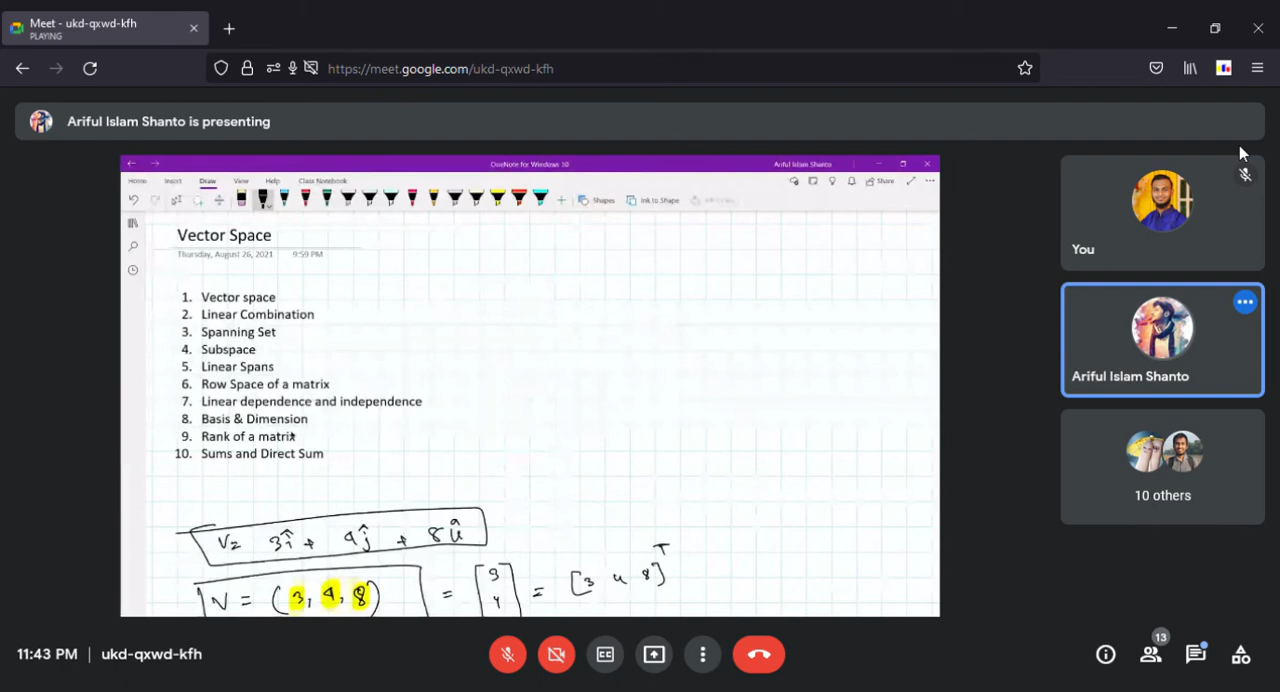 Meet - ukd-qxwd-kfh
PLAYING
https://meet.google.com/ukd-qxwd-kfh
Ariful Islam Shanto is presenting
OneNote for Windows 10
Ariful Islam Shanto
Home Insert Draw View Help Class Notebook
Share
Shapes
Ink to Shape
Vector Space
Thursday, August 26, 2021 9:59 PM
1. Vector space
2. Linear Combination
3. Spanning Set
4. Subspace
5. Linear Spans
6. Row Space of a matrix
7. Linear dependence and independence
8. Basis & Dimension
9. Rank of a matrix
10. Sums and Direct Sum
V= 3î + 4ĵ + 8k̂
V = (3, 4, 8) = [3 4 = [3 4 8]ᵀ
You
Ariful Islam Shanto
10 others
11:43 PM | ukd-qxwd-kfh
13